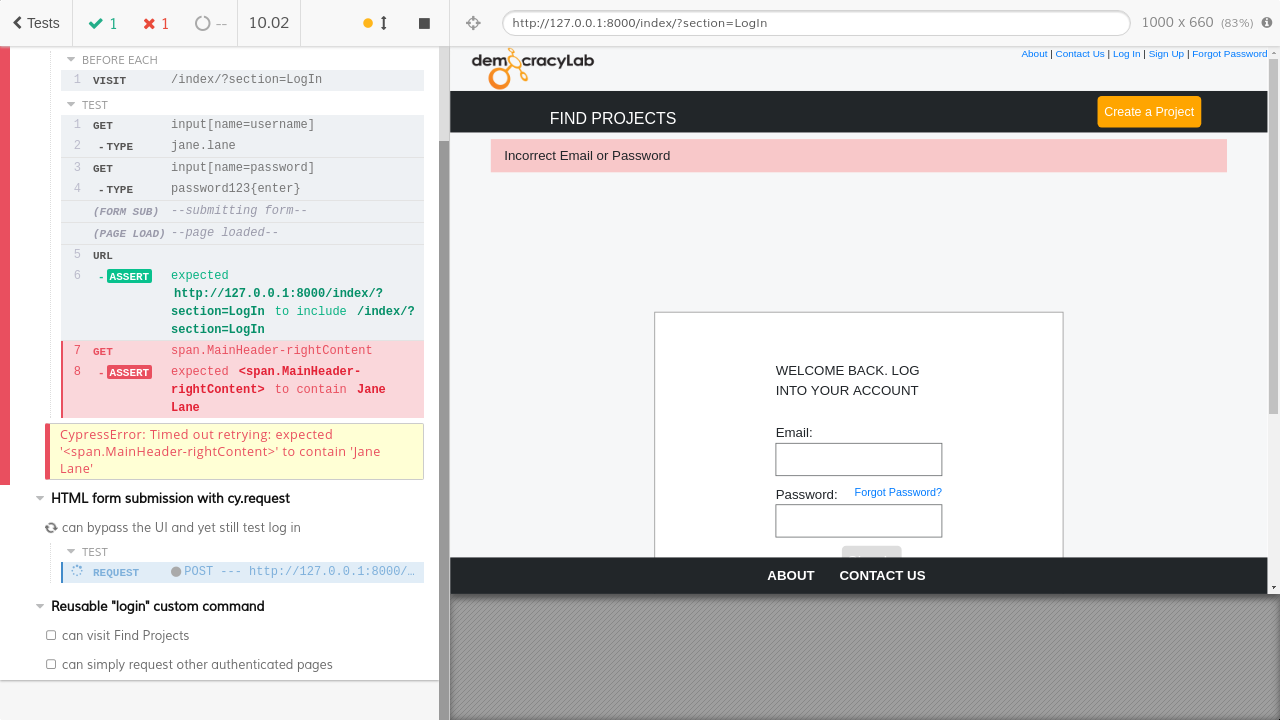 Tests
1
1
--
10.02
http://127.0.0.1:8000/index/?section=LogIn
1000 x 660 (83%)
BEFORE EACH
1 VISIT /index/?section=LogIn
TEST
1 GET input[name=username]
2 - TYPE jane.lane
3 GET input[name=password]
4 - TYPE password123{enter}
(FORM SUB) --submitting form--
(PAGE LOAD) --page loaded--
5 URL
6 - ASSERT expected
http://127.0.0.1:8000/index/?
section=LogIn to include /index/?
section=LogIn
7 GET span.MainHeader-rightContent
8 - ASSERT expected <span.MainHeader-
rightContent> to contain Jane
Lane
CypressError: Timed out retrying: expected
'<span.MainHeader-rightContent>' to contain 'Jane
Lane'
HTML form submission with cy.request
can bypass the UI and yet still test log in
TEST
REQUEST POST --- http://127.0.0.1:8000/…
Reusable "login" custom command
can visit Find Projects
can simply request other authenticated pages
democracyLab
About | Contact Us | Log In | Sign Up | Forgot Password
FIND PROJECTS
Create a Project
Incorrect Email or Password
WELCOME BACK. LOG
INTO YOUR ACCOUNT
Email:
Password: Forgot Password?
ABOUT CONTACT US